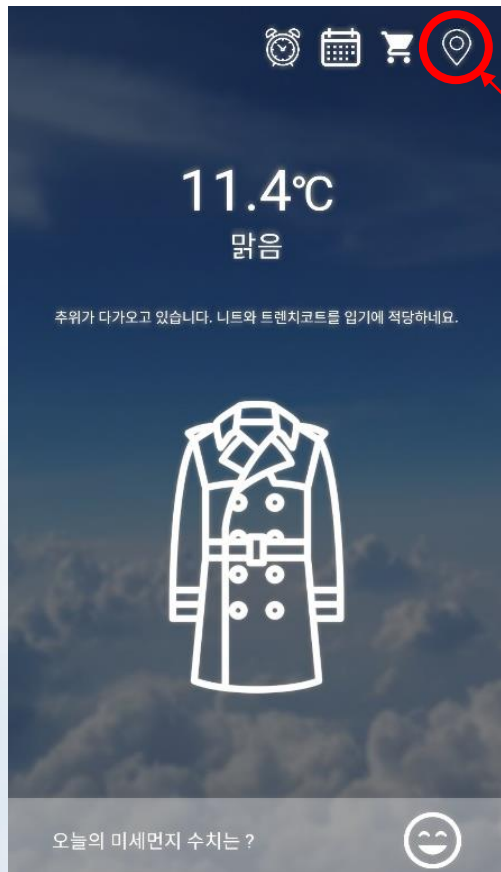 11.4℃
맑음
추위가 다가오고 있습니다. 니트와 트렌치코트를 입기에 적당하네요.
오늘의 미세먼지 수치는 ?